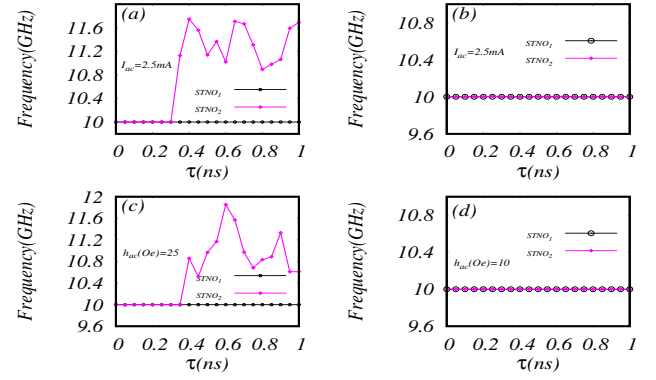 (a)
Frequency(GHz)
11.6
11.2
10.8
10.4
10
9.6
I_ac=2.5mA
STNO_1
STNO_2
0 0.2 0.4 0.6 0.8 1
τ(ns)
(b)
Frequency(GHz)
10.8
10.4
10
9.6
I_ac=2.5mA
STNO_1
STNO_2
0 0.2 0.4 0.6 0.8 1
τ(ns)
(c)
Frequency(GHz)
12
11.6
11.2
10.8
10.4
10
9.6
h_ac(Oe)=25
STNO_1
STNO_2
0 0.2 0.4 0.6 0.8 1
τ(ns)
(d)
Frequency(GHz)
10.8
10.4
10
9.6
STNO_1
STNO_2
h_ac(Oe)=10
0 0.2 0.4 0.6 0.8 1
τ(ns)